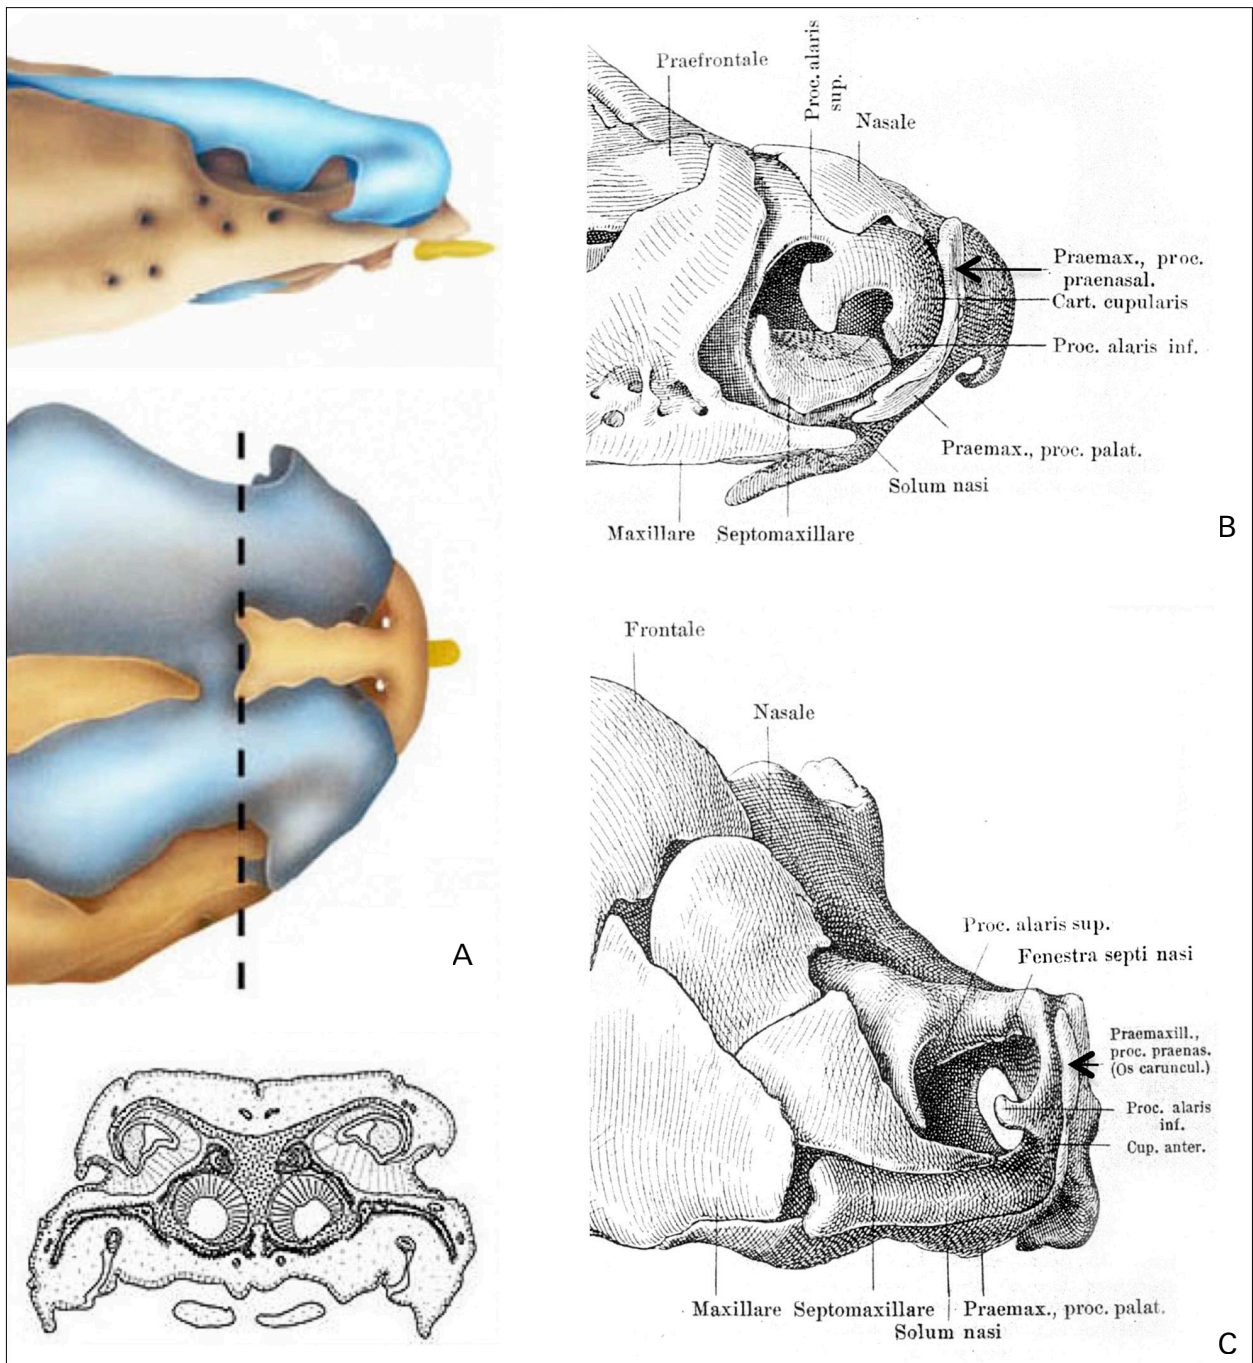 Praefrontale
Proc. alaris
sup.
Nasale
Praemax., proc.
praenasal.
Cart. cupularis
Proc. alaris inf.
Praemax., proc. palat.
Solum nasi
Maxillare Septomaxillare
B
Frontale
Nasale
Proc. alaris sup.
Fenestra septi nasi
A
Praemaxill.,
proc. praenas.
(Os caruncul.)
Proc. alaris
inf.
Cup. anter.
Maxillare Septomaxillare Praemax., proc. palat.
Solum nasi
C